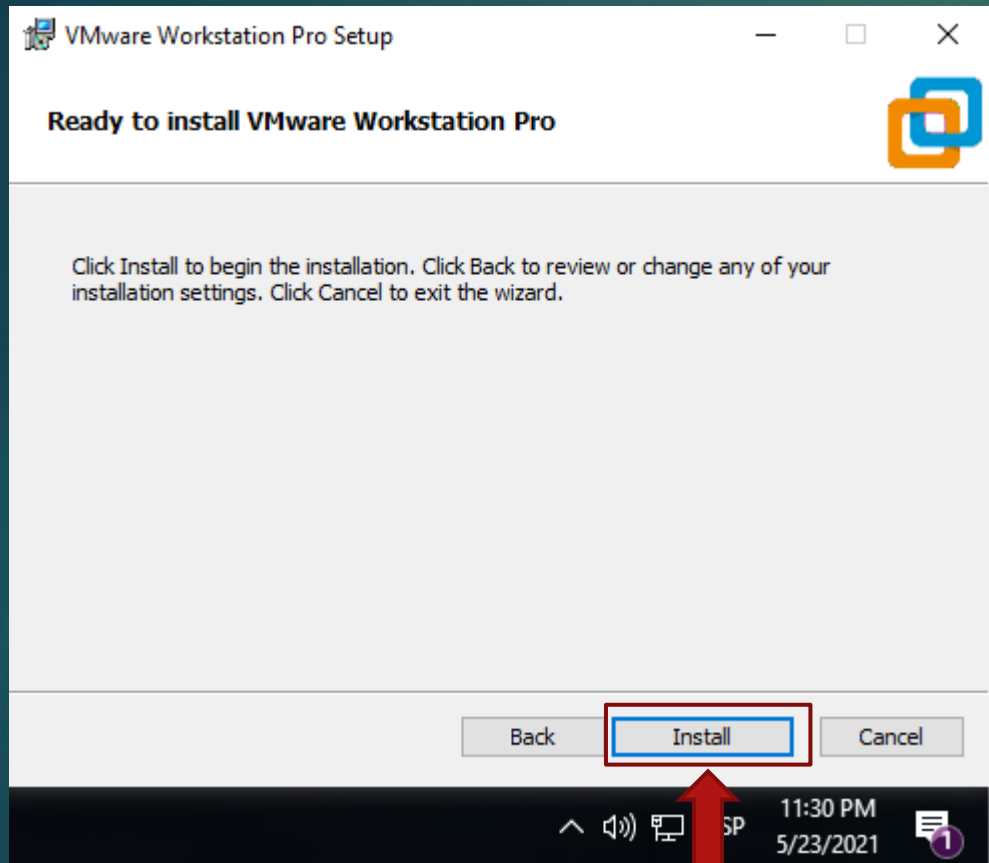 VMware Workstation Pro Setup
Ready to install VMware Workstation Pro
Click Install to begin the installation. Click Back to review or change any of your
installation settings. Click Cancel to exit the wizard.
Back Install Cancel
SP 11:30 PM
5/23/2021 1